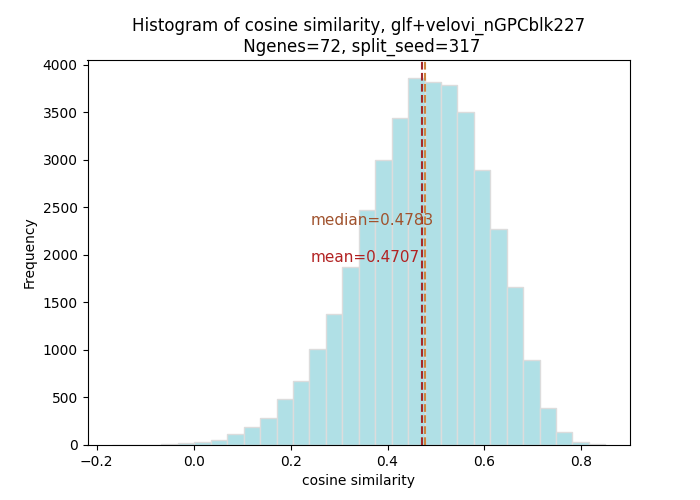 Histogram of cosine similarity, glf+velovi_nGPCblk227
Ngenes=72, split_seed=317
4000
3500
3000
2500
2000
1500
1000
500
0
Frequency
median=0.4783
mean=0.4707
−0.2
0.0
0.2
0.4
0.6
0.8
cosine similarity